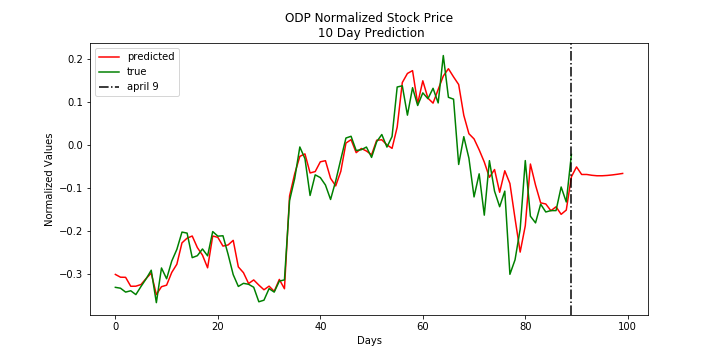 ODP Normalized Stock Price
10 Day Prediction
predicted
true
april 9
Normalized Values
0.2
0.1
0.0
−0.1
−0.2
−0.3
0
20
40
60
80
100
Days